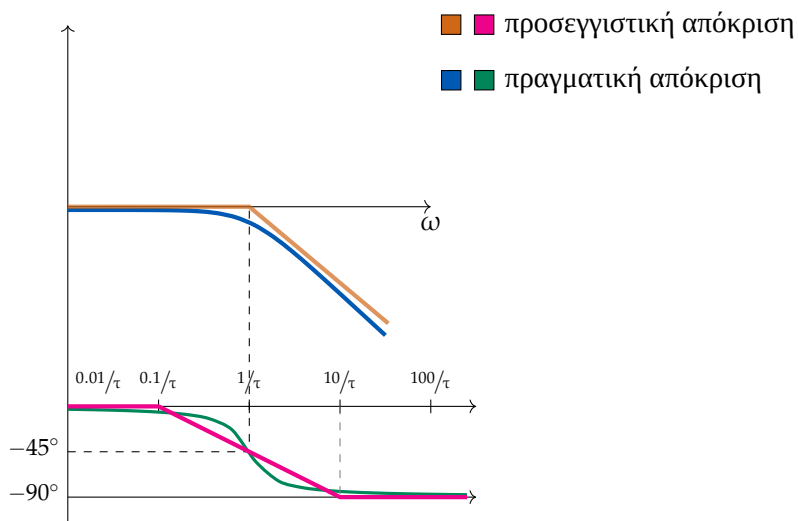 προσεγγιστική απόκριση
πραγματική απόκριση
ω
0.01/τ 0.1/τ 1/τ 10/τ 100/τ
−45°
−90°